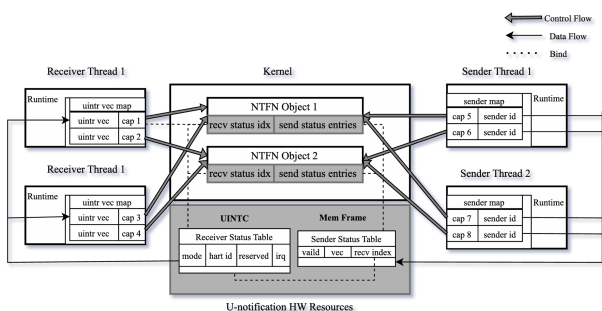 Control Flow
Data Flow
Bind
Receiver Thread 1
Kernel
Sender Thread 1
Runtime
uintr vec map
uintr vec cap 1
uintr vec cap 2
NTFN Object 1
recv status idx send status entries
NTFN Object 2
recv status idx send status entries
sender map
cap 5 sender id
cap 6 sender id
Runtime
Receiver Thread 1
Sender Thread 2
Runtime
uintr vec map
uintr vec cap 3
uintr vec cap 4
sender map
cap 7 sender id
cap 8 sender id
Runtime
UINTC
Receiver Status Table
mode hart id reserved irq
Mem Frame
Sender Status Table
vaild vec recv index
U-notification HW Resources